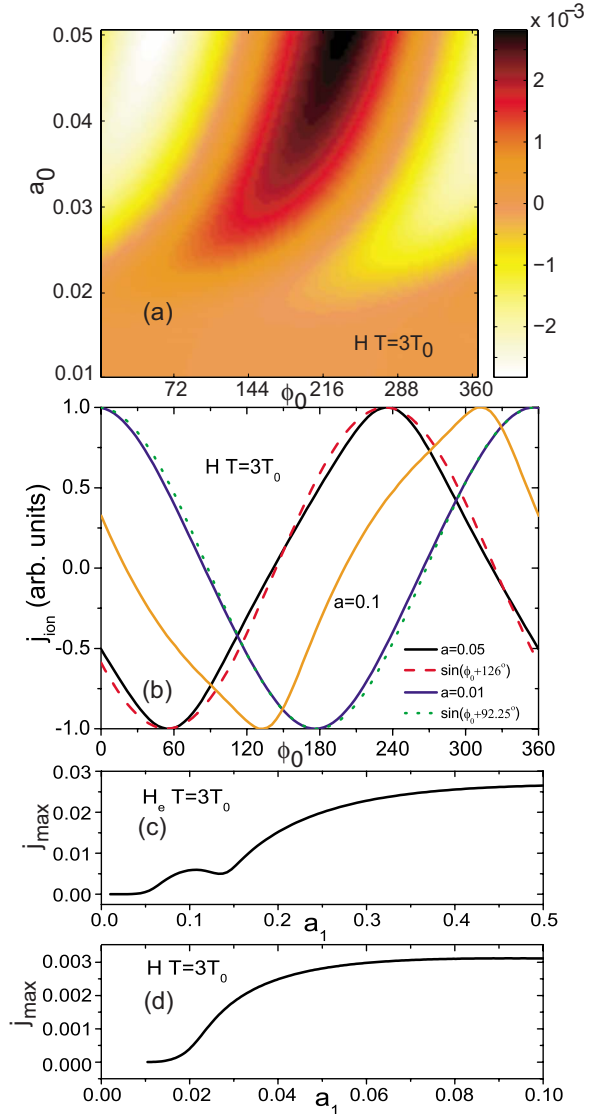 x 10⁻³
0.05
0.04
0.03
0.02
0.01
a₀
(a)
H T=3T₀
72 144 216 288 360
ϕ₀
2
1
0
−1
−2
1.0
0.5
0.0
-0.5
-1.0
j_ion (arb. units)
H T=3T₀
a=0.1
(b)
a=0.05
sin(ϕ₀+126°)
a=0.01
sin(ϕ₀+92.25°)
0 60 120 180 240 300 360
ϕ₀
0.03
0.02
0.01
0.00
j_max
H_e T=3T₀
(c)
0.0 0.1 0.2 0.3 0.4 0.5
a₁
0.003
0.002
0.001
0.000
j_max
H T=3T₀
(d)
0.00 0.02 0.04 0.06 0.08 0.10
a₁